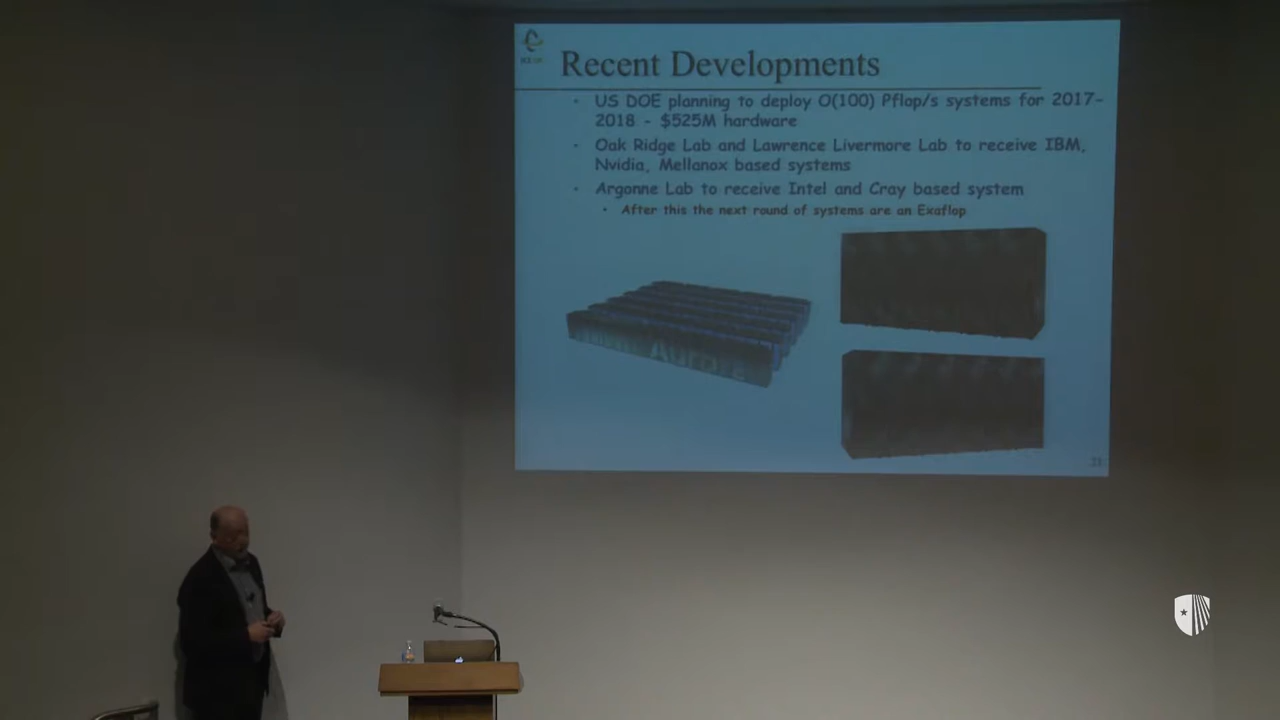 Recent Developments
- US DOE planning to deploy O(100) Pflop/s systems for 2017-
2018 - $525M hardware
- Oak Ridge Lab and Lawrence Livermore Lab to receive IBM,
Nvidia, Mellanox based systems
- Argonne Lab to receive Intel and Cray based system
• After this the next round of systems are an Exaflop
Aurora